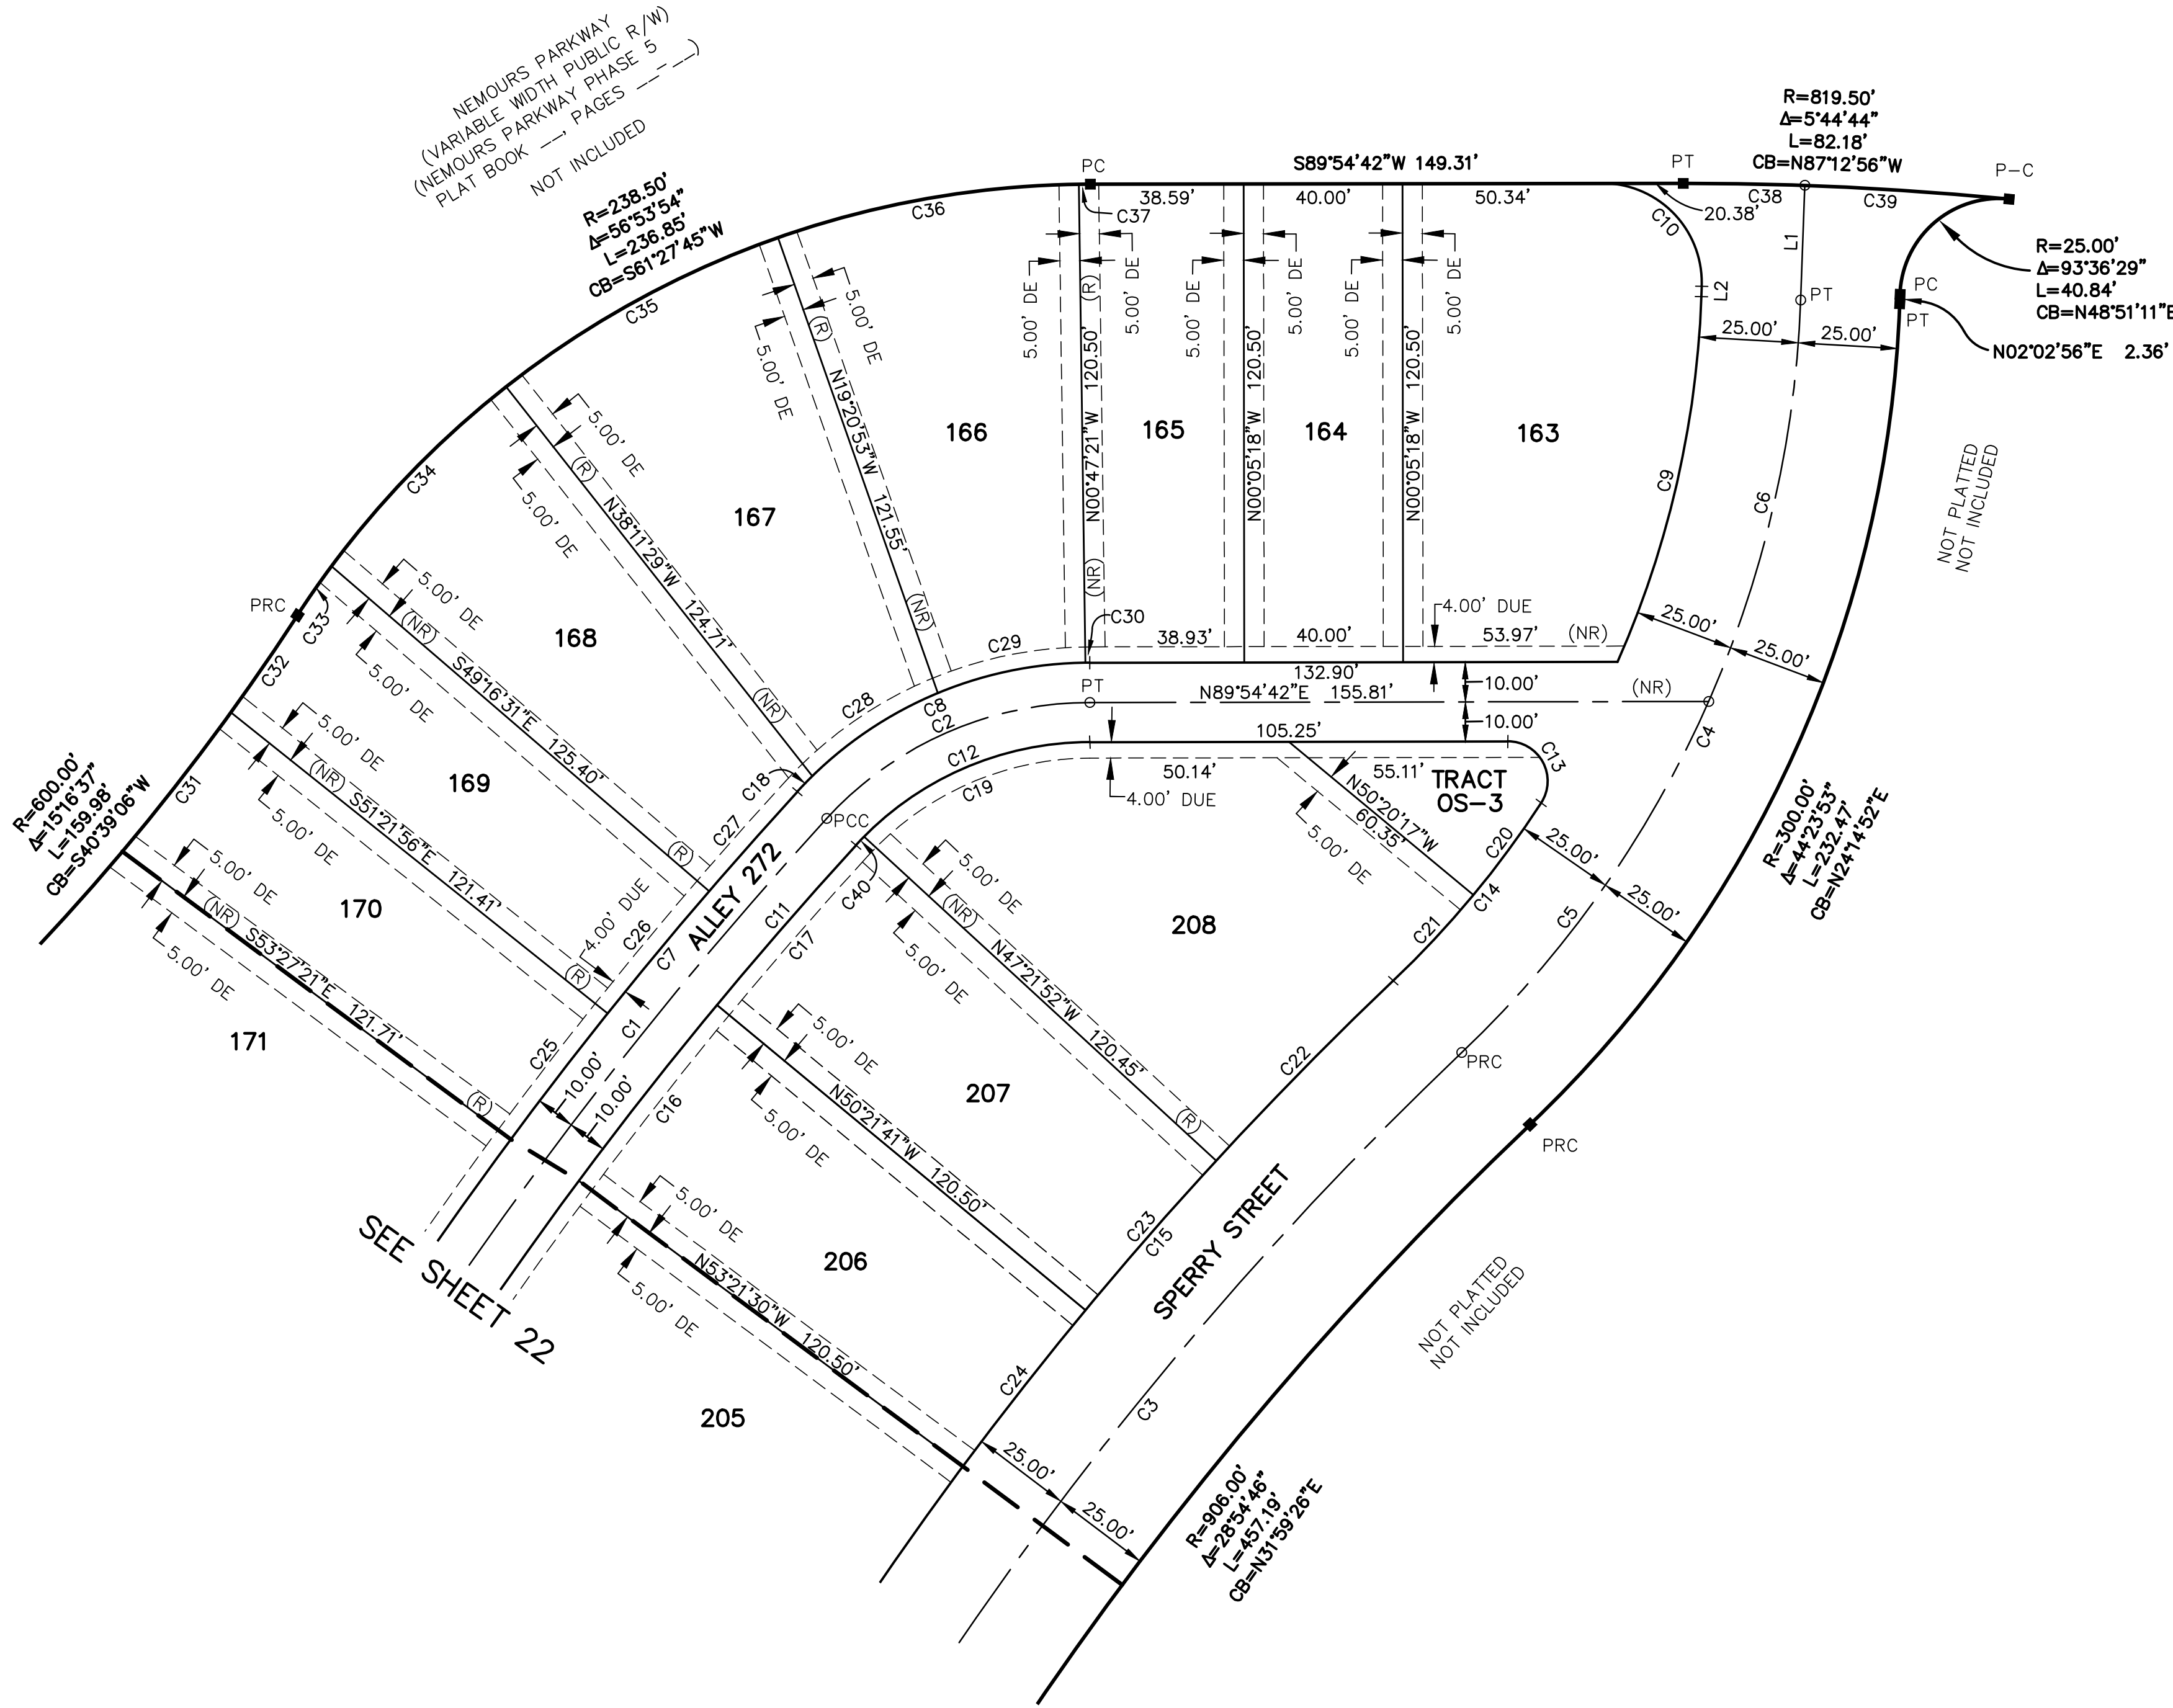 NEMOURS PARKWAY
(VARIABLE WIDTH PUBLIC R/W)
(NEMOURS PARKWAY PHASE 5
PLAT BOOK __, PAGES ___-___)
NOT INCLUDED
R=238.50'
Δ=56°53'54"
L=236.85'
CB=S61°27'45"W
C36
PC
S89°54'42"W 149.31'
PT
R=819.50'
Δ=5°44'44"
L=82.18'
CB=N87°12'56"W
P-C
38.59'
40.00'
50.34'
C37
C10
20.38'
C38
C39
L1
L2
PT
R=25.00'
Δ=93°36'29"
L=40.84'
CB=N48°51'11"E
PC
PT
N02°02'56"E 2.36'
25.00'
25.00'
C35
5.00' DE
5.00' DE
(R)
N19°20'53"W 121.55'
(NR)
5.00' DE
5.00' DE
(R)
N00°47'21"W 120.50'
(NR)
5.00' DE
5.00' DE
N00°05'18"W 120.50'
5.00' DE
5.00' DE
N00°05'18"W 120.50'
166
165
164
163
C9
C6
NOT PLATTED
NOT INCLUDED
C34
5.00' DE
5.00' DE
(R)
N38°11'29"W 124.71'
(NR)
167
C30
C29
38.93'
40.00'
53.97'
(NR)
4.00' DUE
25.00'
25.00'
PRC
C33
C32
5.00' DE
5.00' DE
(NR)
S49°16'31"E 125.40'
(R)
168
C28
C8
C2
PT
132.90'
N89°54'42"E 155.81'
10.00'
10.00'
(NR)
C4
105.25'
C12
C19
50.14'
55.11'
4.00' DUE
TRACT
OS-3
C13
N50°20'17"W
60.35'
5.00' DE
C20
C14
25.00'
25.00'
R=300.00'
Δ=44°23'53"
L=232.47'
CB=N24°14'52"E
C18
C27
PCC
C40
C31
5.00' DE
5.00' DE
(NR)
S51°21'56"E
121.41'
(R)
169
R=600.00'
Δ=15°16'37"
L=159.98'
CB=S40°39'06"W
ALLEY 272
4.00' DUE
C26
C7
C11
C17
5.00' DE
5.00' DE
(NR)
N47°21'52"W
120.45'
(R)
208
C21
C5
5.00' DE
5.00' DE
(NR)
S53°27'21"E
121.71'
(R)
170
171
C25
C1
10.00'
10.00'
C16
5.00' DE
5.00' DE
N50°21'41"W 120.50'
207
C22
PRC
PRC
SEE SHEET 22
5.00' DE
5.00' DE
N53°21'30"W 120.50'
206
C23
C15
SPERRY STREET
NOT PLATTED
NOT INCLUDED
205
C24
C3
25.00'
25.00'
R=906.00'
Δ=28°54'46"
L=457.19'
CB=N31°59'26"E